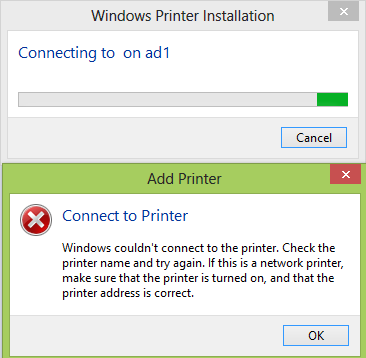 Windows Printer Installation
Connecting to  on ad1
Cancel
Add Printer
Connect to Printer
Windows couldn't connect to the printer. Check the
printer name and try again. If this is a network printer,
make sure that the printer is turned on, and that the
printer address is correct.
OK